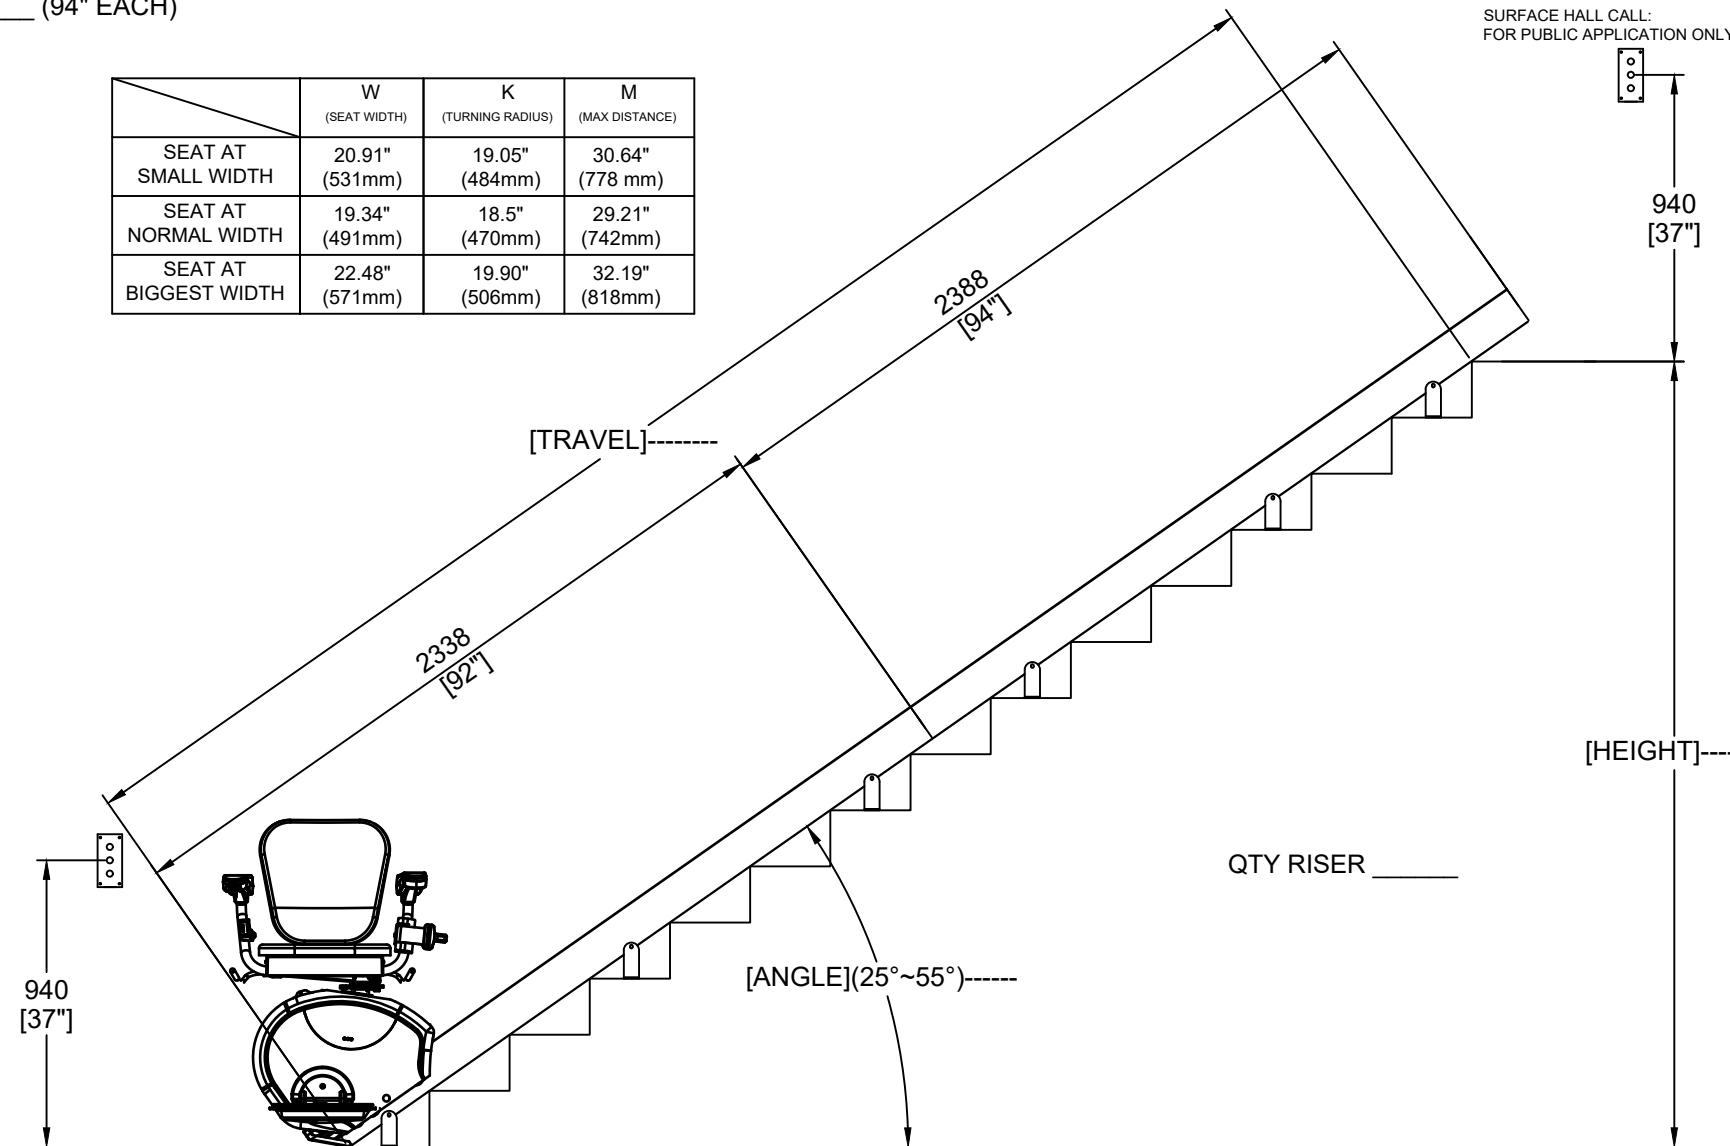 ___ (94" EACH)
SURFACE HALL CALL:
FOR PUBLIC APPLICATION ONLY
W
(SEAT WIDTH)
K
(TURNING RADIUS)
M
(MAX DISTANCE)
SEAT AT
SMALL WIDTH
20.91"
(531mm)
19.05"
(484mm)
30.64"
(778 mm)
SEAT AT
NORMAL WIDTH
19.34"
(491mm)
18.5"
(470mm)
29.21"
(742mm)
SEAT AT
BIGGEST WIDTH
22.48"
(571mm)
19.90"
(506mm)
32.19"
(818mm)
940
[37"]
2388
[94"]
[TRAVEL]--------
2338
[92"]
[HEIGHT]----
QTY RISER ______
[ANGLE](25°~55°)------
940
[37"]